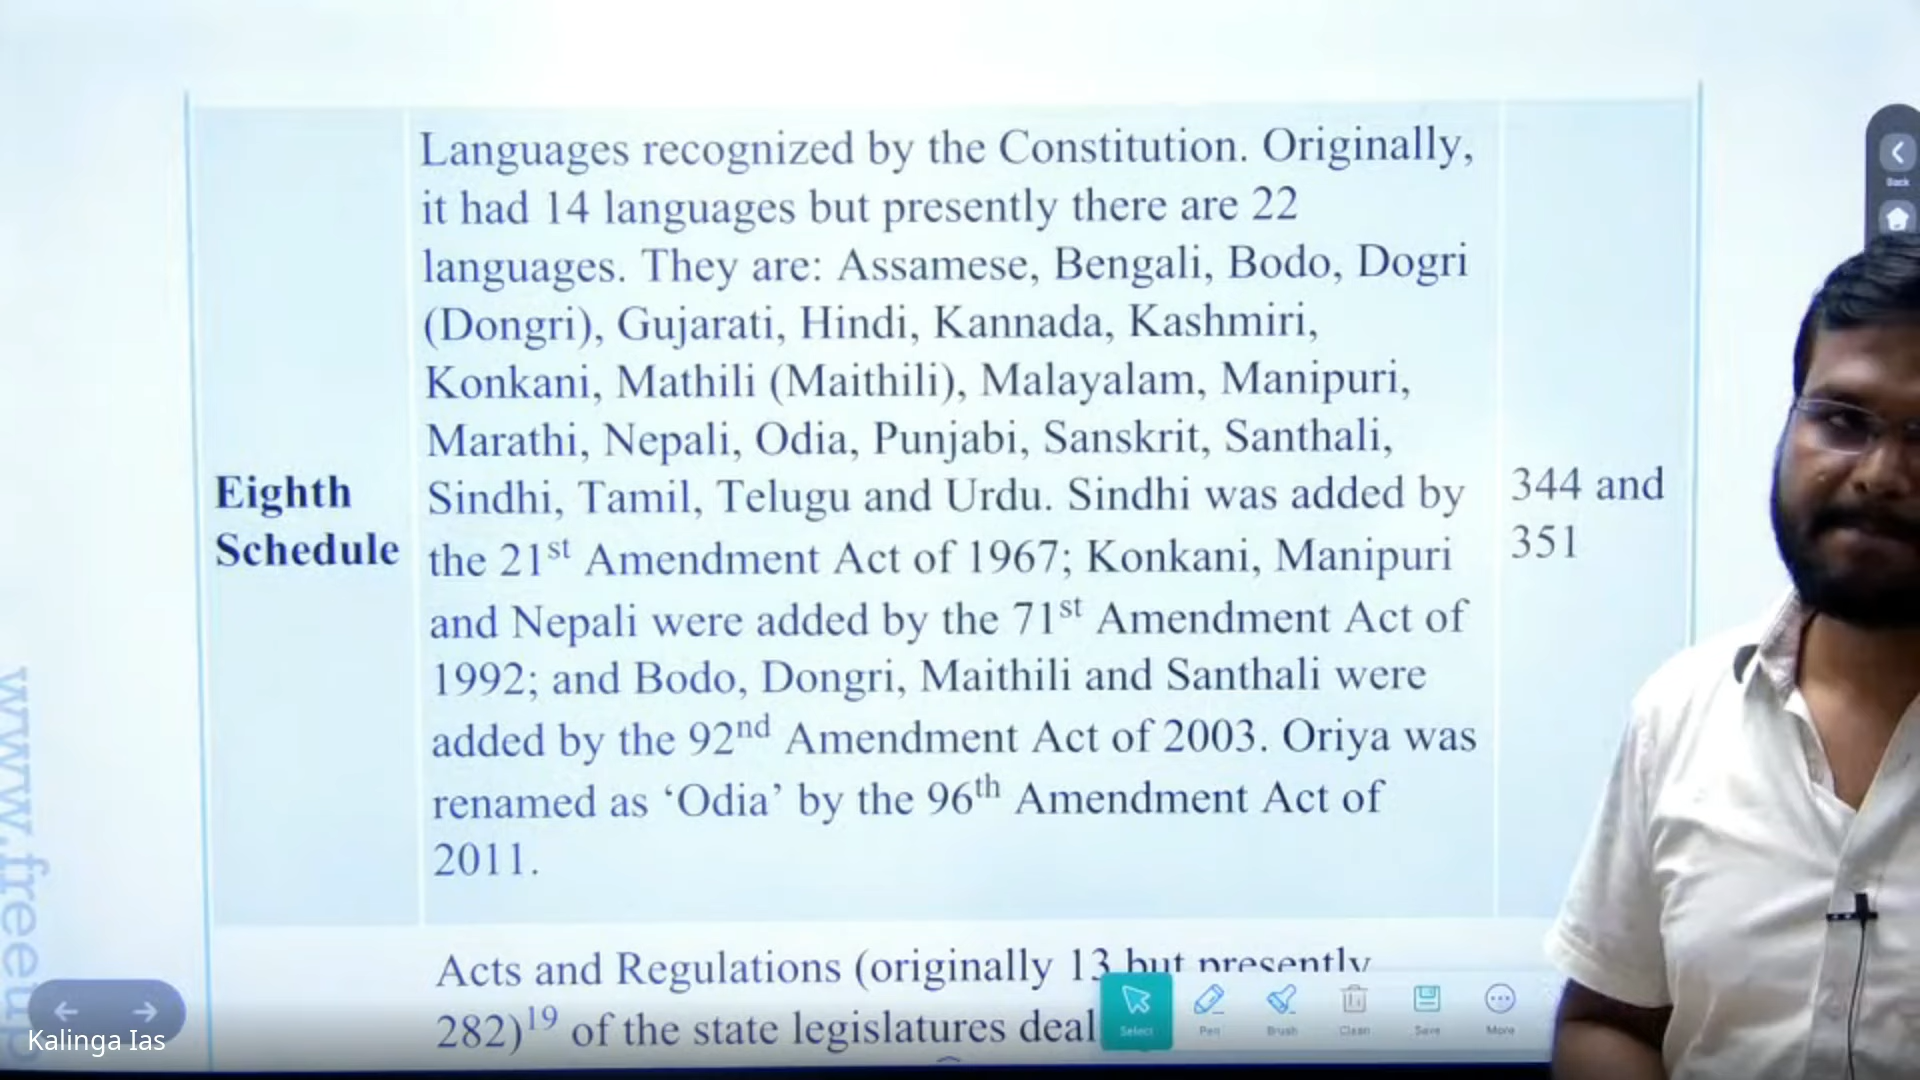 Languages recognized by the Constitution. Originally,
it had 14 languages but presently there are 22
languages. They are: Assamese, Bengali, Bodo, Dogri
(Dongri), Gujarati, Hindi, Kannada, Kashmiri,
Konkani, Mathili (Maithili), Malayalam, Manipuri,
Marathi, Nepali, Odia, Punjabi, Sanskrit, Santhali,
Eighth
Schedule
Sindhi, Tamil, Telugu and Urdu. Sindhi was added by
the 21st Amendment Act of 1967; Konkani, Manipuri
and Nepali were added by the 71st Amendment Act of
1992; and Bodo, Dongri, Maithili and Santhali were
added by the 92nd Amendment Act of 2003. Oriya was
renamed as ‘Odia’ by the 96th Amendment Act of
2011.
344 and
351
Acts and Regulations (originally 13 but presently
282)19 of the state legislatures deal
Back
Select
Pen
Brush
Clean
Save
More
www.freeup
Kalinga Ias